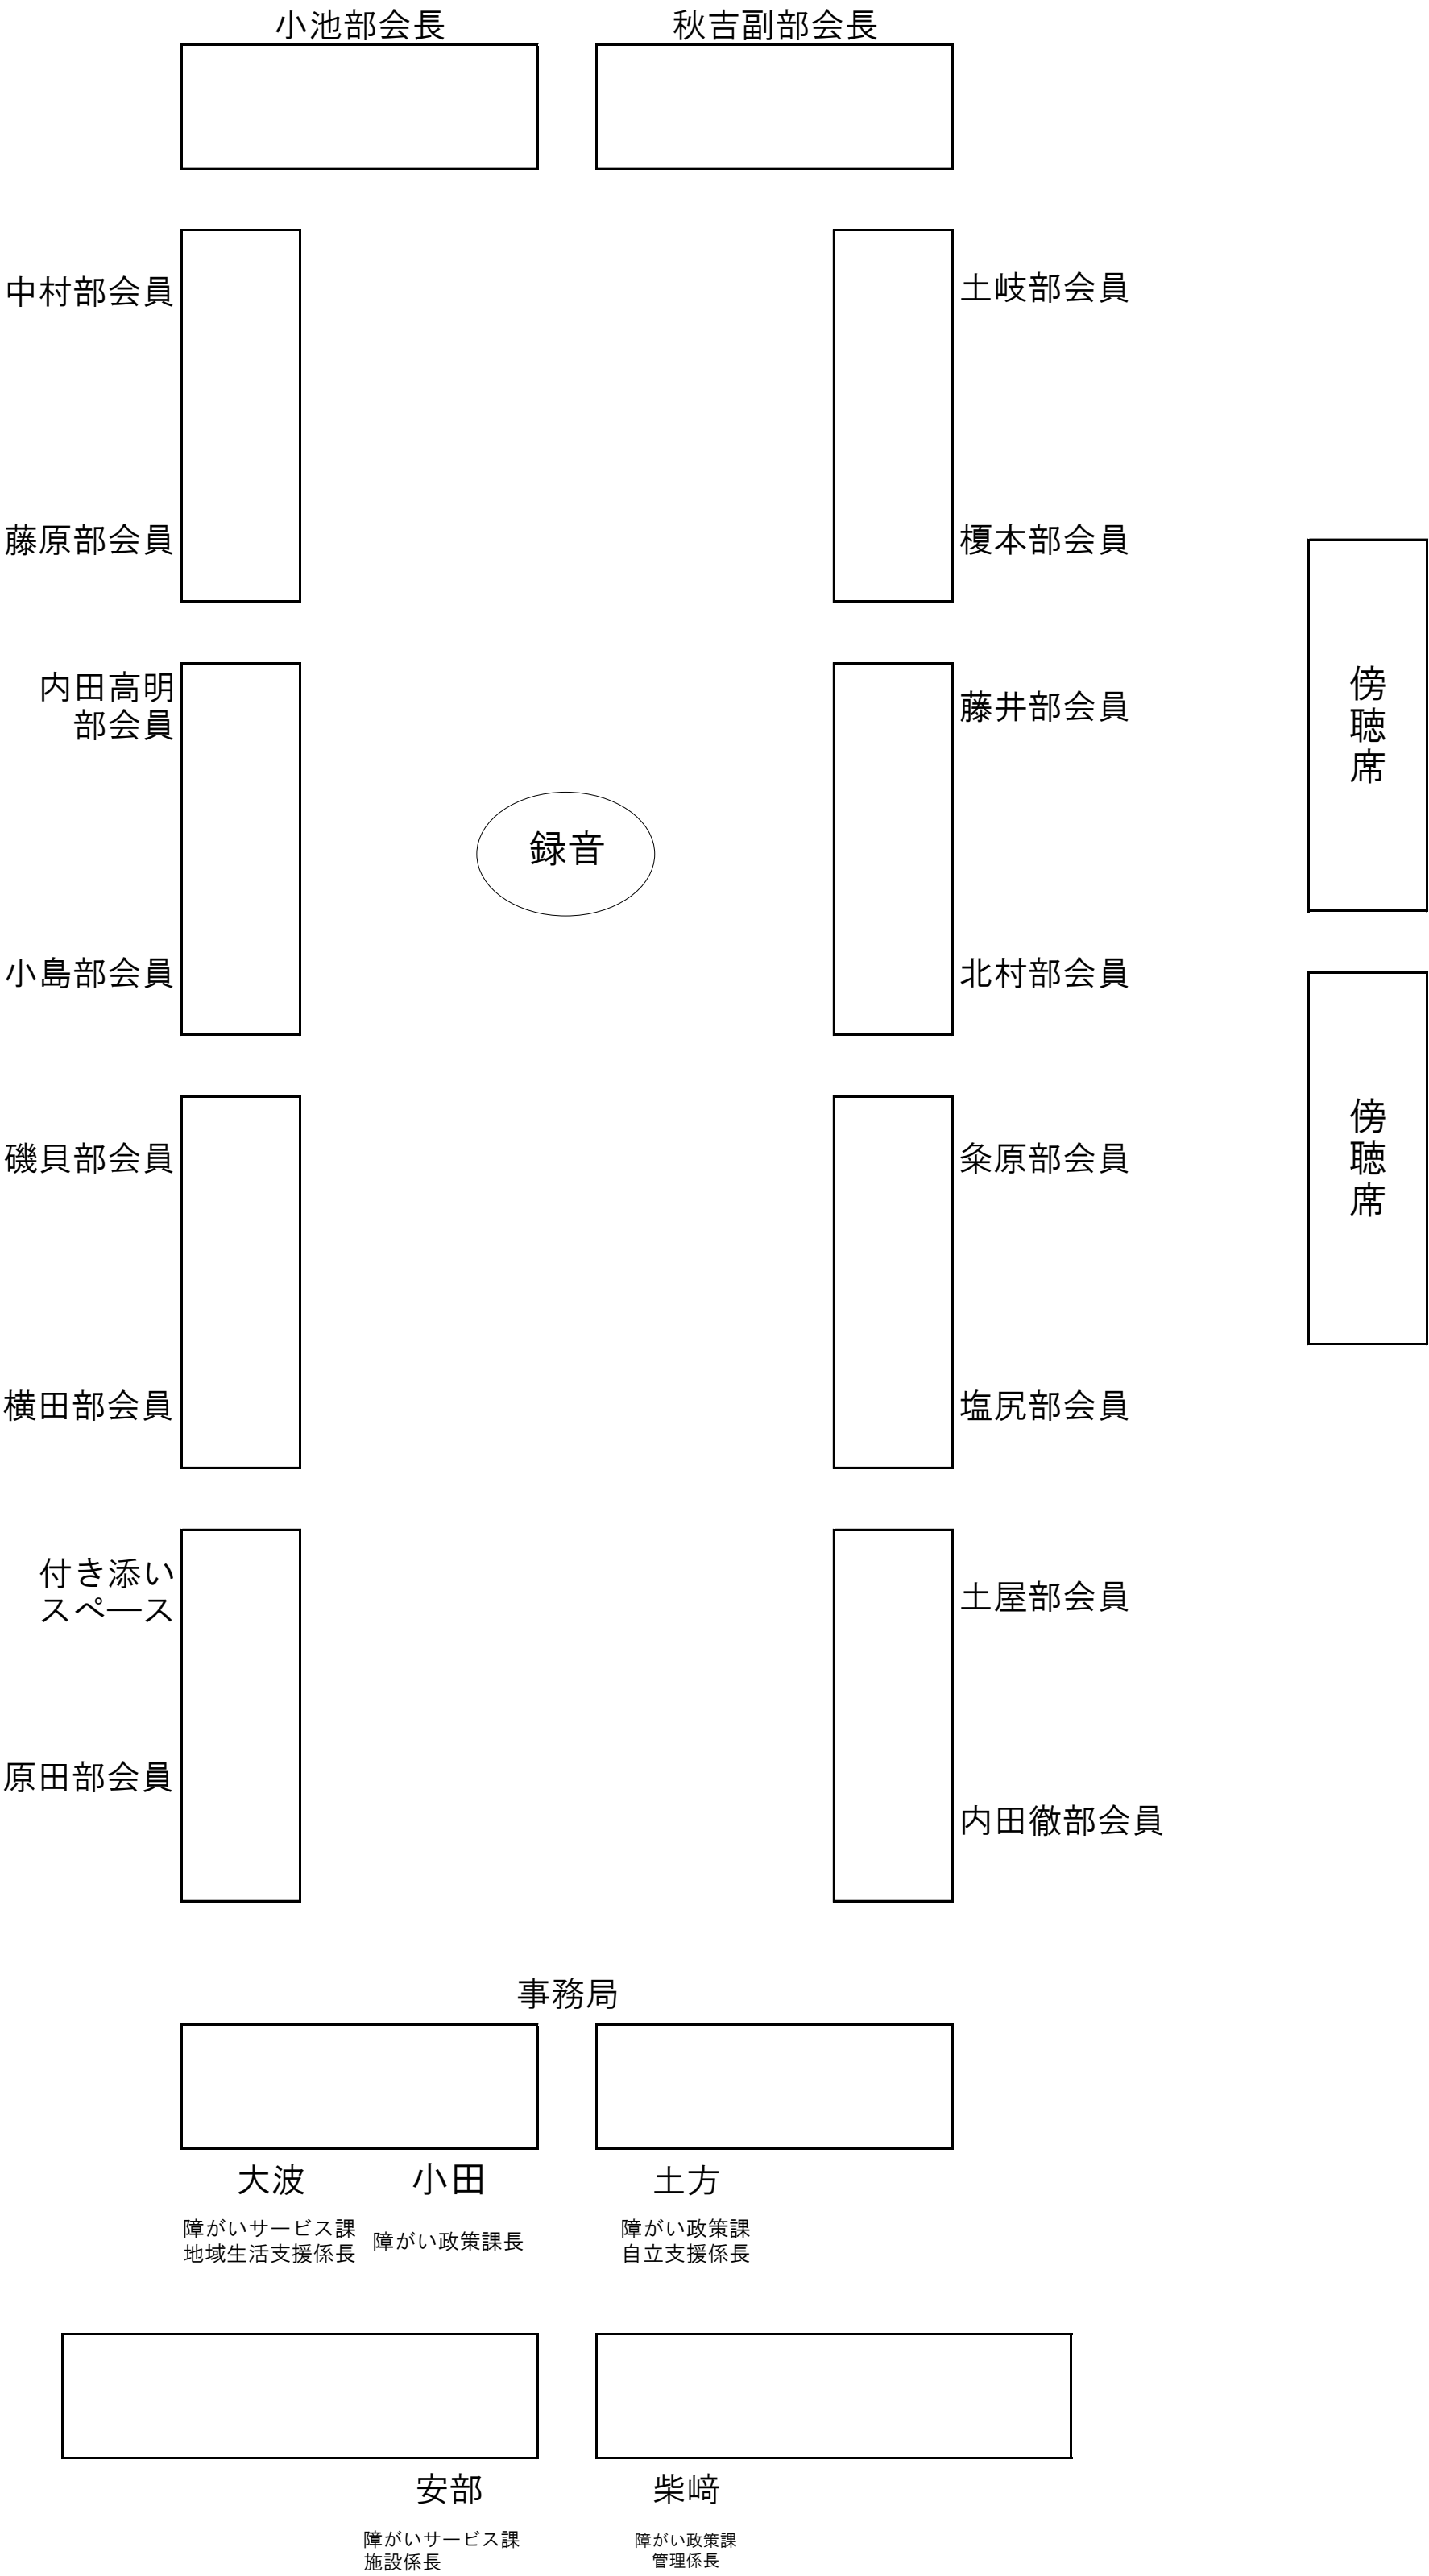 小池部会長
秋吉副部会長
中村部会員
土岐部会員
藤原部会員
榎本部会員
内田高明
部会員
藤井部会員
傍聴席
録音
小島部会員
北村部会員
磯貝部会員
粂原部会員
傍聴席
横田部会員
塩尻部会員
付き添い
スペース
土屋部会員
原田部会員
内田徹部会員
事務局
大波
小田
土方
障がいサービス課
地域生活支援係長
障がい政策課長
障がい政策課
自立支援係長
安部
柴﨑
障がいサービス課
施設係長
障がい政策課
管理係長